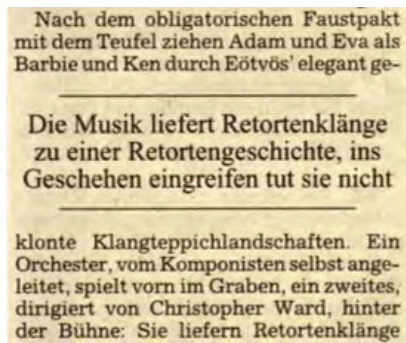 Nach dem obligatorischen Faustpakt
mit dem Teufel ziehen Adam und Eva als
Barbie und Ken durch Eötvös' elegant ge-
Die Musik liefert Retortenklänge
zu einer Retortengeschichte, ins
Geschehen eingreifen tut sie nicht
klonte Klangteppichlandschaften. Ein
Orchester, vom Komponisten selbst ange-
leitet, spielt vorn im Graben, ein zweites,
dirigiert von Christopher Ward, hinter
der Bühne: Sie liefern Retortenklänge